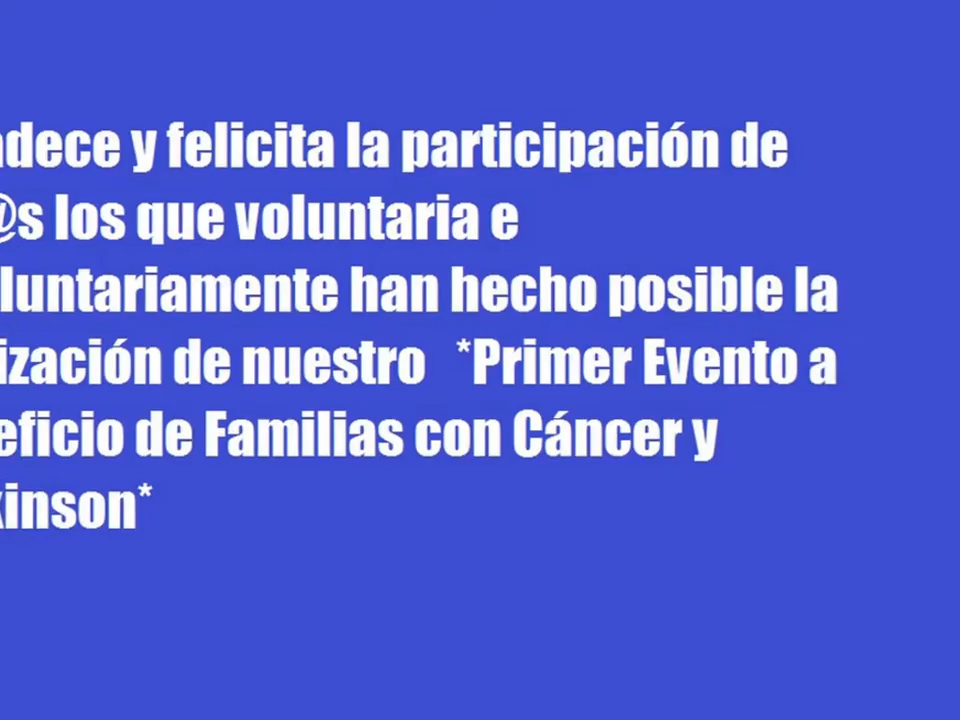 adece y felicita la participación de
@s los que voluntaria e
luntariamente han hecho posible la
ización de nuestro *Primer Evento a
eficio de Familias con Cáncer y
kinson*